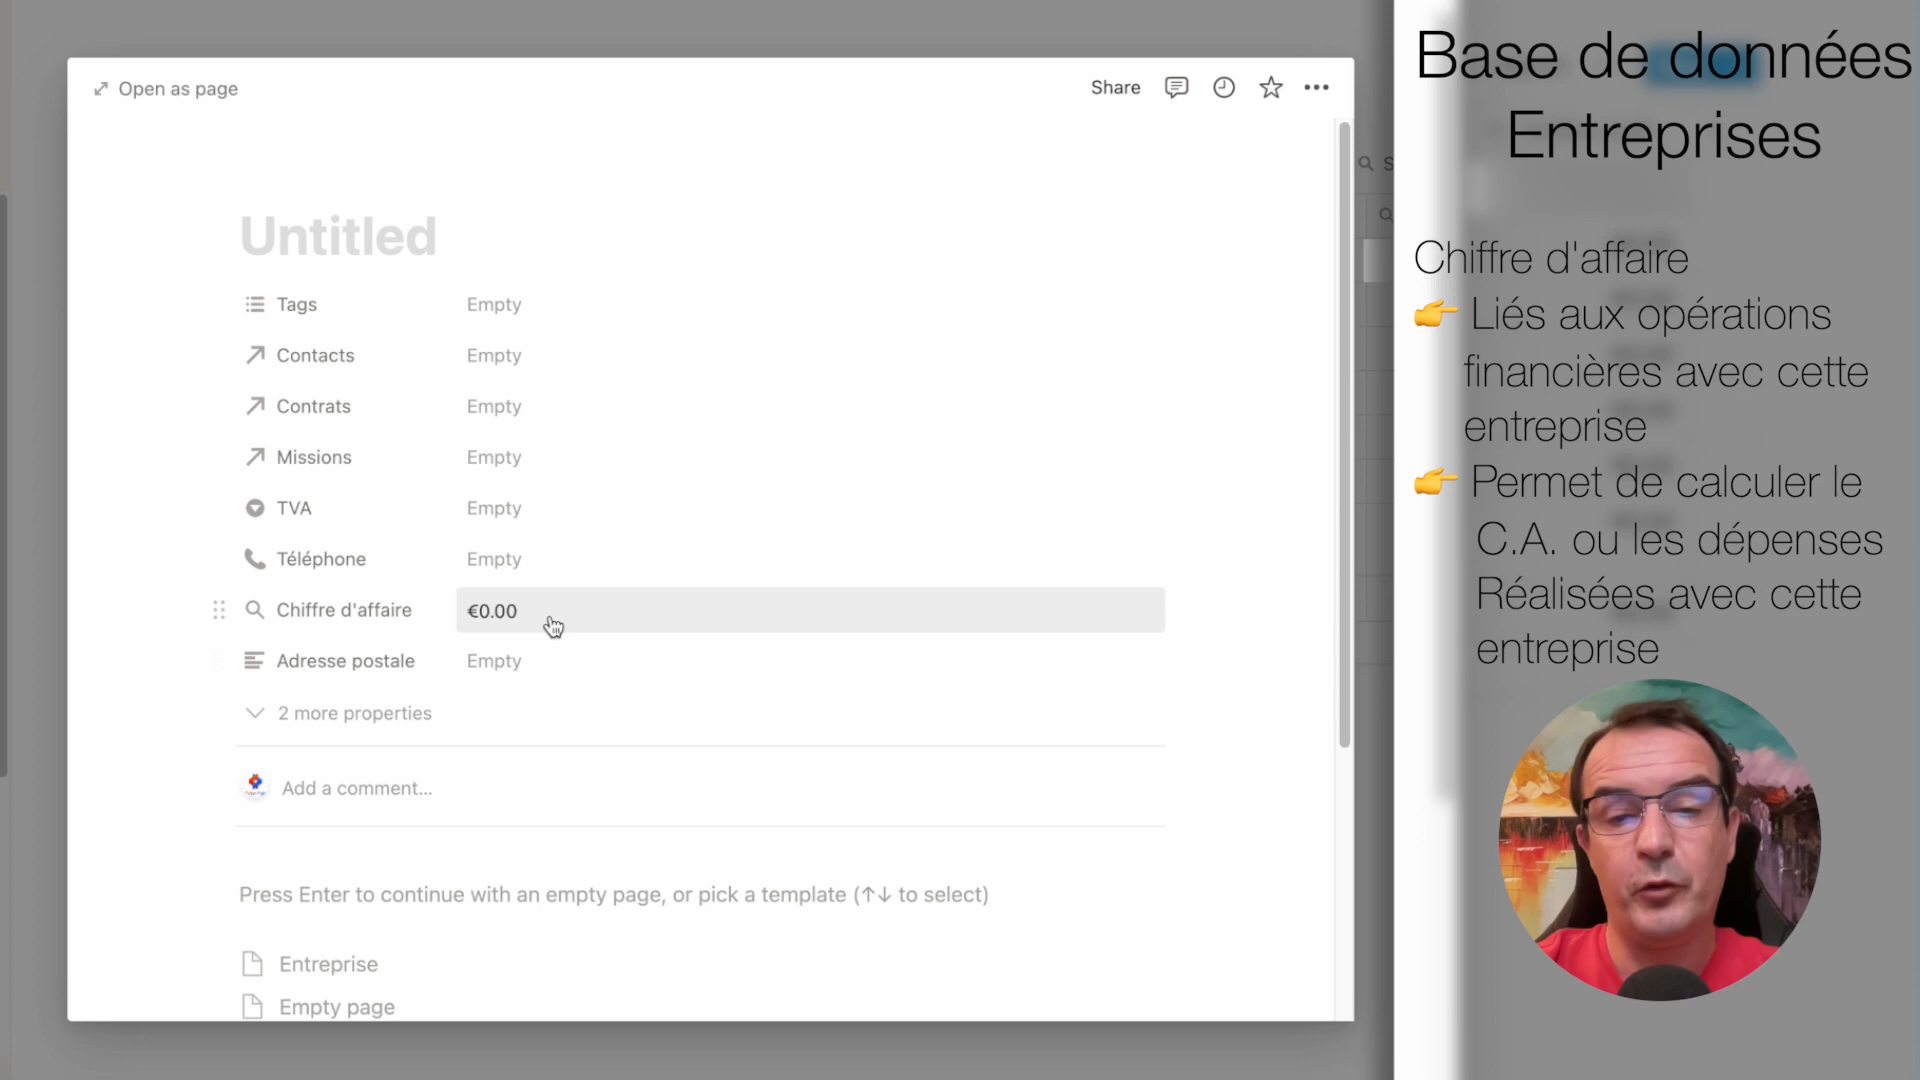 Open as page
Share
Untitled
Tags Empty
Contacts Empty
Contrats Empty
Missions Empty
TVA Empty
Téléphone Empty
Chiffre d'affaire €0.00
Adresse postale Empty
2 more properties
Add a comment...
Press Enter to continue with an empty page, or pick a template (↑↓ to select)
Entreprise
Empty page
Base de données
Entreprises
Chiffre d'affaire
👉 Liés aux opérations
financières avec cette
entreprise
👉 Permet de calculer le
C.A. ou les dépenses
Réalisées avec cette
entreprise